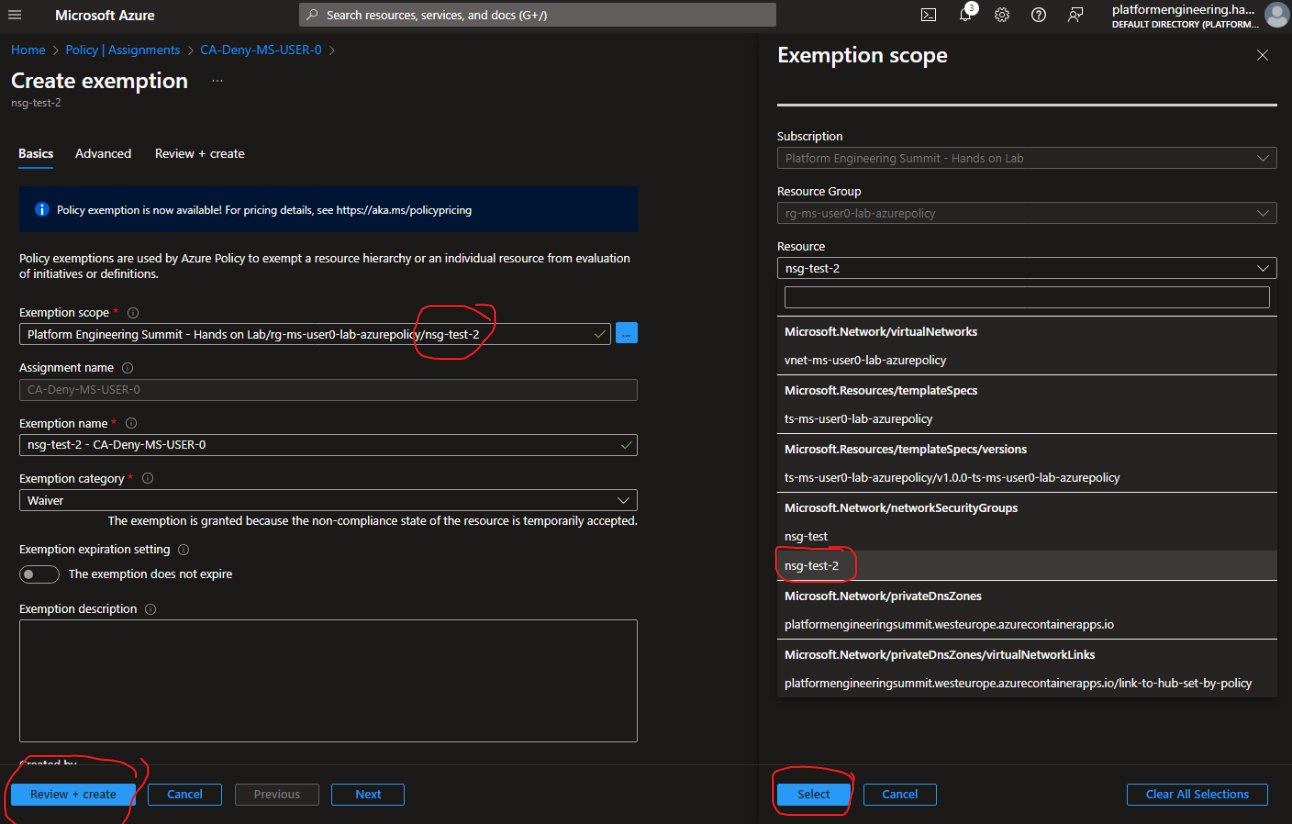 Microsoft Azure
Search resources, services, and docs (G+/)
3
platformengineering.ha...
DEFAULT DIRECTORY (PLATFORM...
Home > Policy | Assignments > CA-Deny-MS-USER-0 >
Create exemption ...
nsg-test-2
Basics Advanced Review + create
Policy exemption is now available! For pricing details, see https://aka.ms/policypricing
Policy exemptions are used by Azure Policy to exempt a resource hierarchy or an individual resource from evaluation
of initiatives or definitions.
Exemption scope *
Platform Engineering Summit - Hands on Lab/rg-ms-user0-lab-azurepolicy/nsg-test-2
...
Assignment name
CA-Deny-MS-USER-0
Exemption name *
nsg-test-2 - CA-Deny-MS-USER-0
Exemption category *
Waiver
The exemption is granted because the non-compliance state of the resource is temporarily accepted.
Exemption expiration setting
The exemption does not expire
Exemption description
Created by
Review + create Cancel Previous Next
Exemption scope
Subscription
Platform Engineering Summit - Hands on Lab
Resource Group
rg-ms-user0-lab-azurepolicy
Resource
nsg-test-2
Microsoft.Network/virtualNetworks
vnet-ms-user0-lab-azurepolicy
Microsoft.Resources/templateSpecs
ts-ms-user0-lab-azurepolicy
Microsoft.Resources/templateSpecs/versions
ts-ms-user0-lab-azurepolicy/v1.0.0-ts-ms-user0-lab-azurepolicy
Microsoft.Network/networkSecurityGroups
nsg-test
nsg-test-2
Microsoft.Network/privateDnsZones
platformengineeringsummit.westeurope.azurecontainerapps.io
Microsoft.Network/privateDnsZones/virtualNetworkLinks
platformengineeringsummit.westeurope.azurecontainerapps.io/link-to-hub-set-by-policy
Select Cancel Clear All Selections